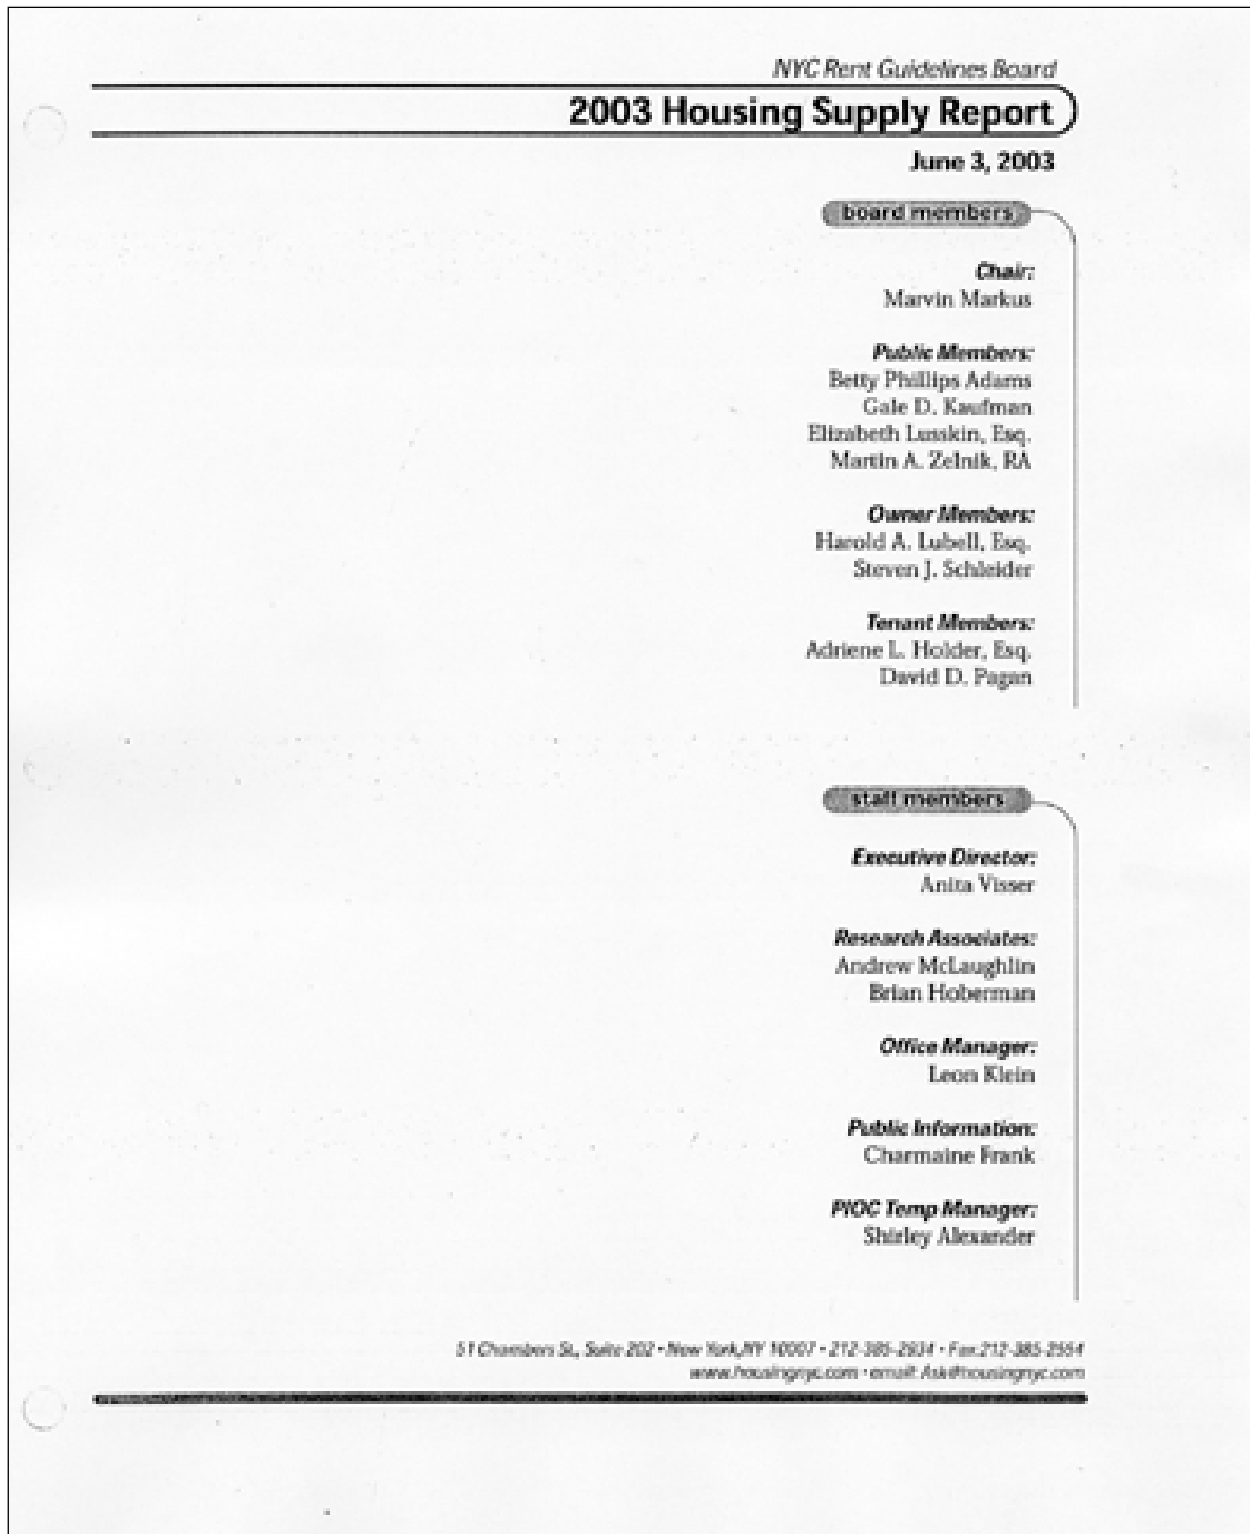 NYC Rent Guidelines Board
2003 Housing Supply Report
June 3, 2003
board members
Chair:
Marvin Markus
Public Members:
Betty Phillips Adams
Gale D. Kaufman
Elizabeth Lusskin, Esq.
Martin A. Zelnik, RA
Owner Members:
Harold A. Lubell, Esq.
Steven J. Schleider
Tenant Members:
Adriene L. Holder, Esq.
David D. Pagan
staff members
Executive Director:
Anita Visser
Research Associates:
Andrew McLaughlin
Brian Hoberman
Office Manager:
Leon Klein
Public Information:
Charmaine Frank
PIOC Temp Manager:
Shirley Alexander
51 Chambers St., Suite 202 • New York, NY 10007 • 212-385-2934 • Fax 212-385-2554
www.housingnyc.com • email: Ask@housingnyc.com